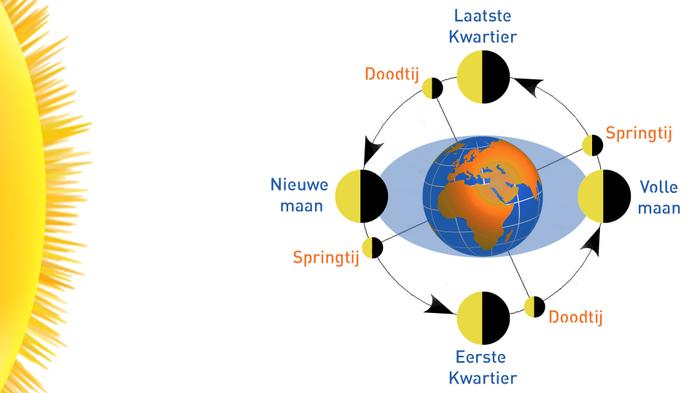 Laatste
Kwartier
Doodtij
Springtij
Nieuwe
maan
Volle
maan
Springtij
Doodtij
Eerste
Kwartier